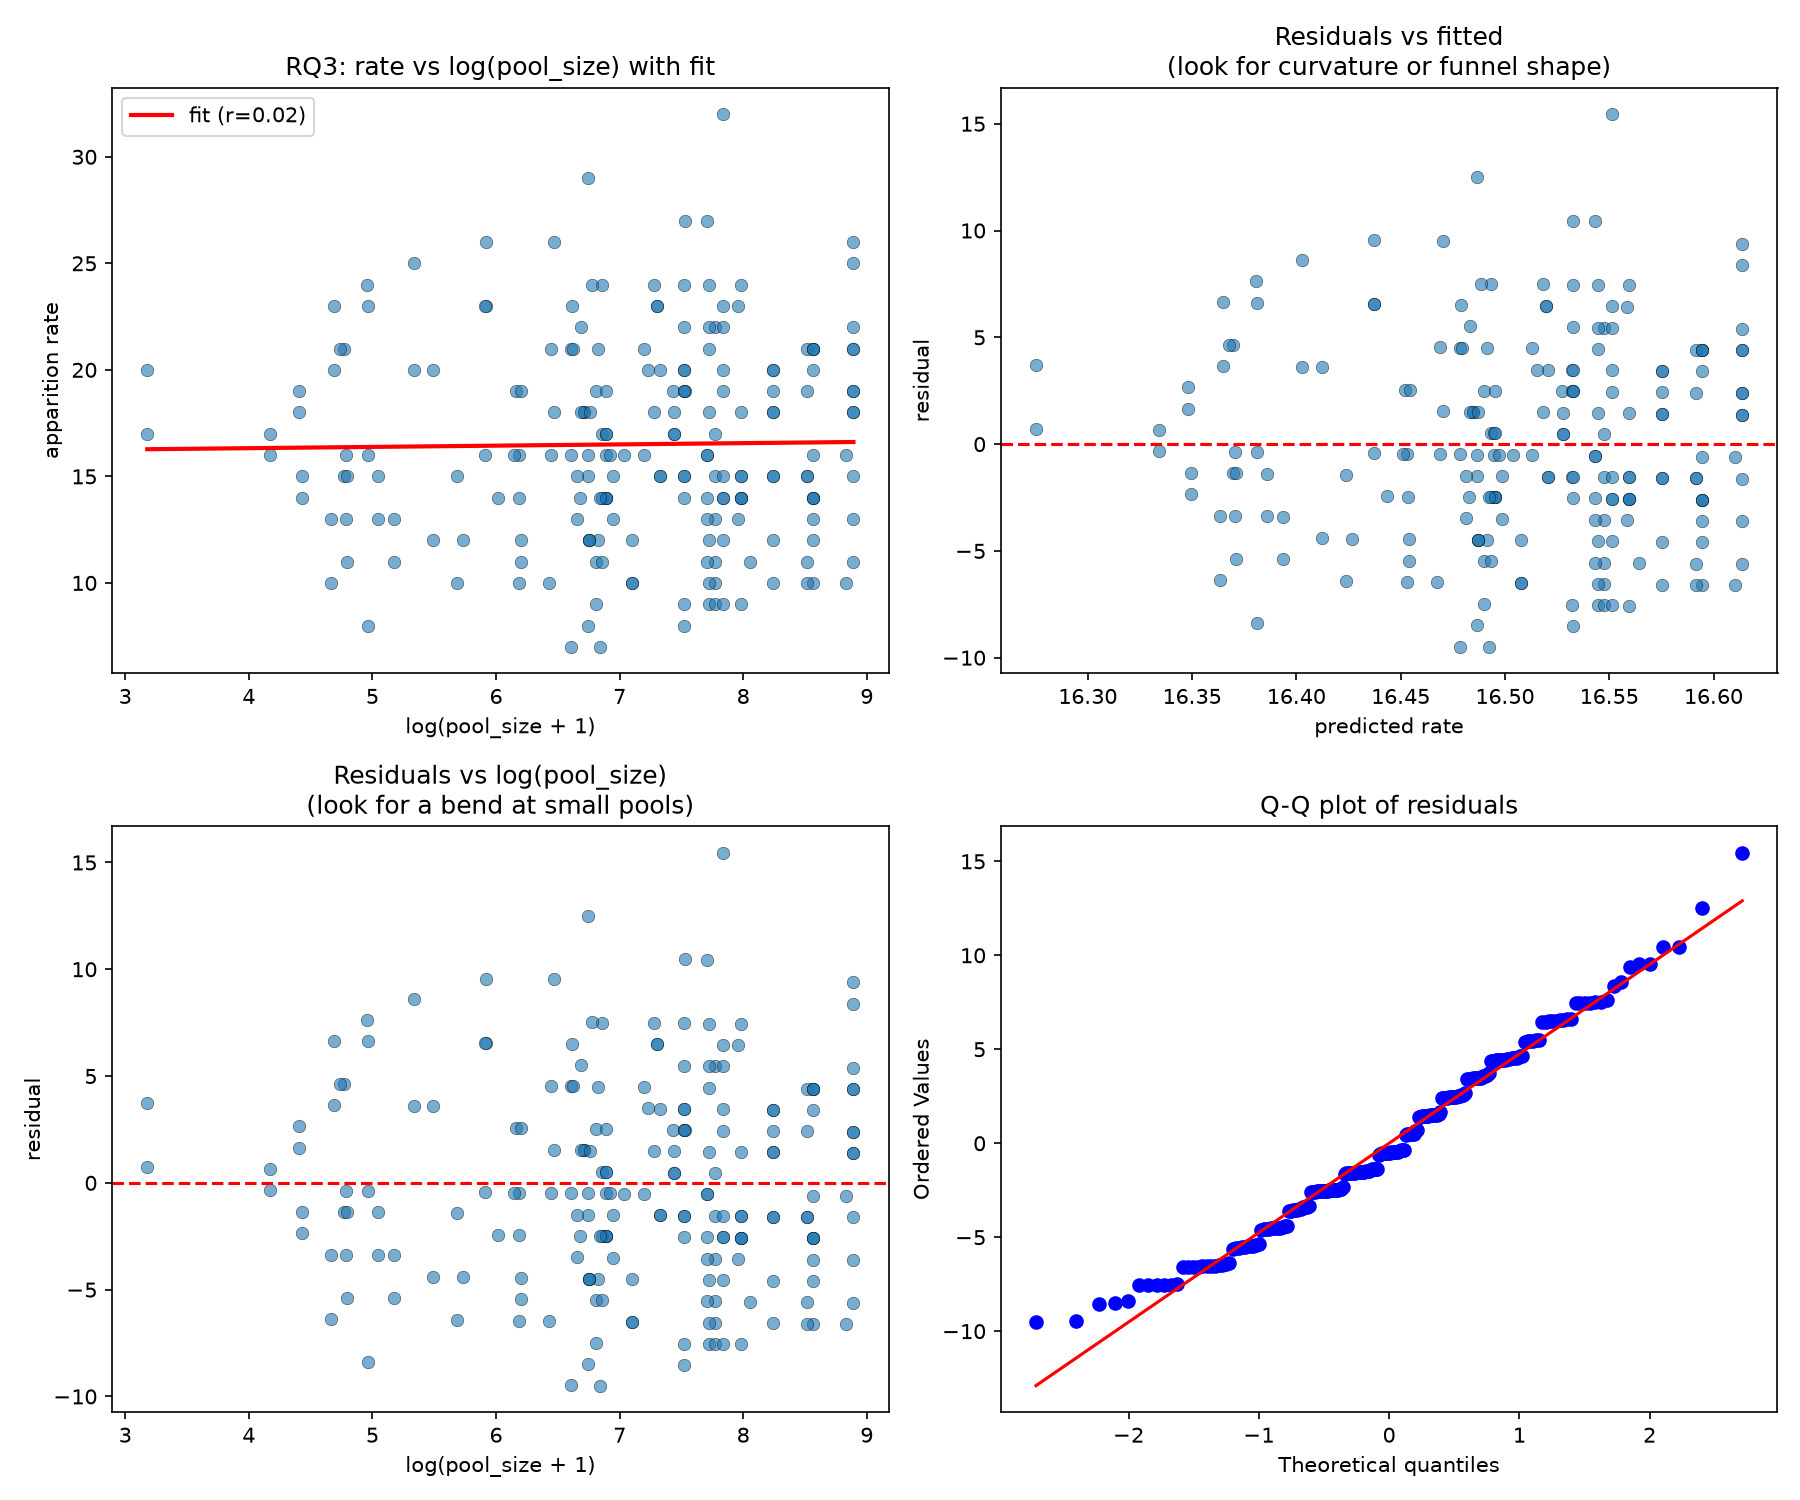 RQ3: rate vs log(pool_size) with fit
fit (r=0.02)
30
25
20
15
10
apparition rate
3 4 5 6 7 8 9
log(pool_size + 1)
Residuals vs fitted
(look for curvature or funnel shape)
15
10
5
0
−5
−10
residual
16.30 16.35 16.40 16.45 16.50 16.55 16.60
predicted rate
Residuals vs log(pool_size)
(look for a bend at small pools)
15
10
5
0
−5
−10
residual
3 4 5 6 7 8 9
log(pool_size + 1)
Q-Q plot of residuals
15
10
5
0
−5
−10
Ordered Values
−2 −1 0 1 2
Theoretical quantiles